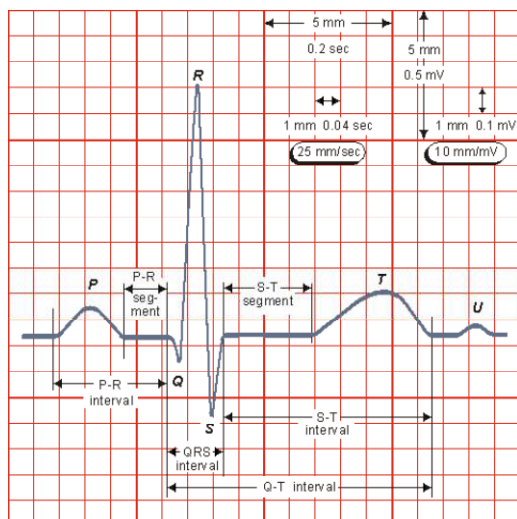 5 mm
0.2 sec
5 mm
0.5 mV
1 mm 0.04 sec
1 mm 0.1 mV
25 mm/sec
10 mm/mV
R
P
P-R
seg-
ment
S-T
segment
T
U
Q
S
P-R
interval
QRS
interval
S-T
interval
Q-T interval